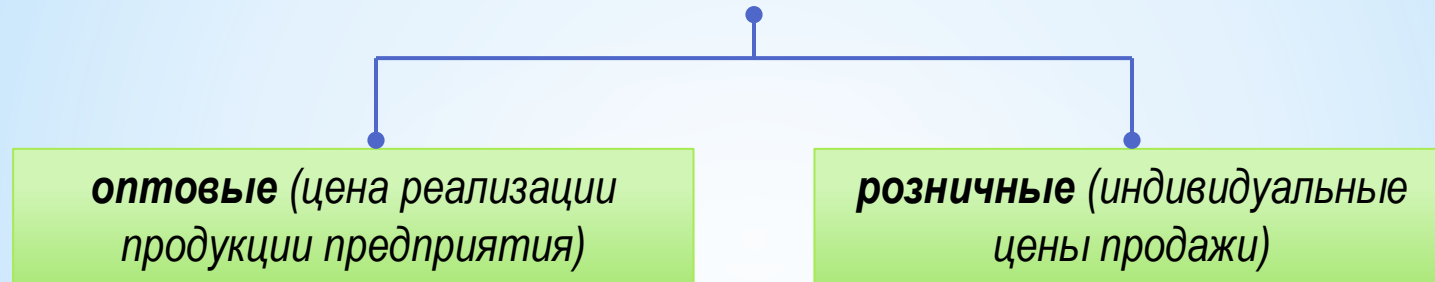 оптовые (цена реализации
продукции предприятия)
розничные (индивидуальные
цены продажи)